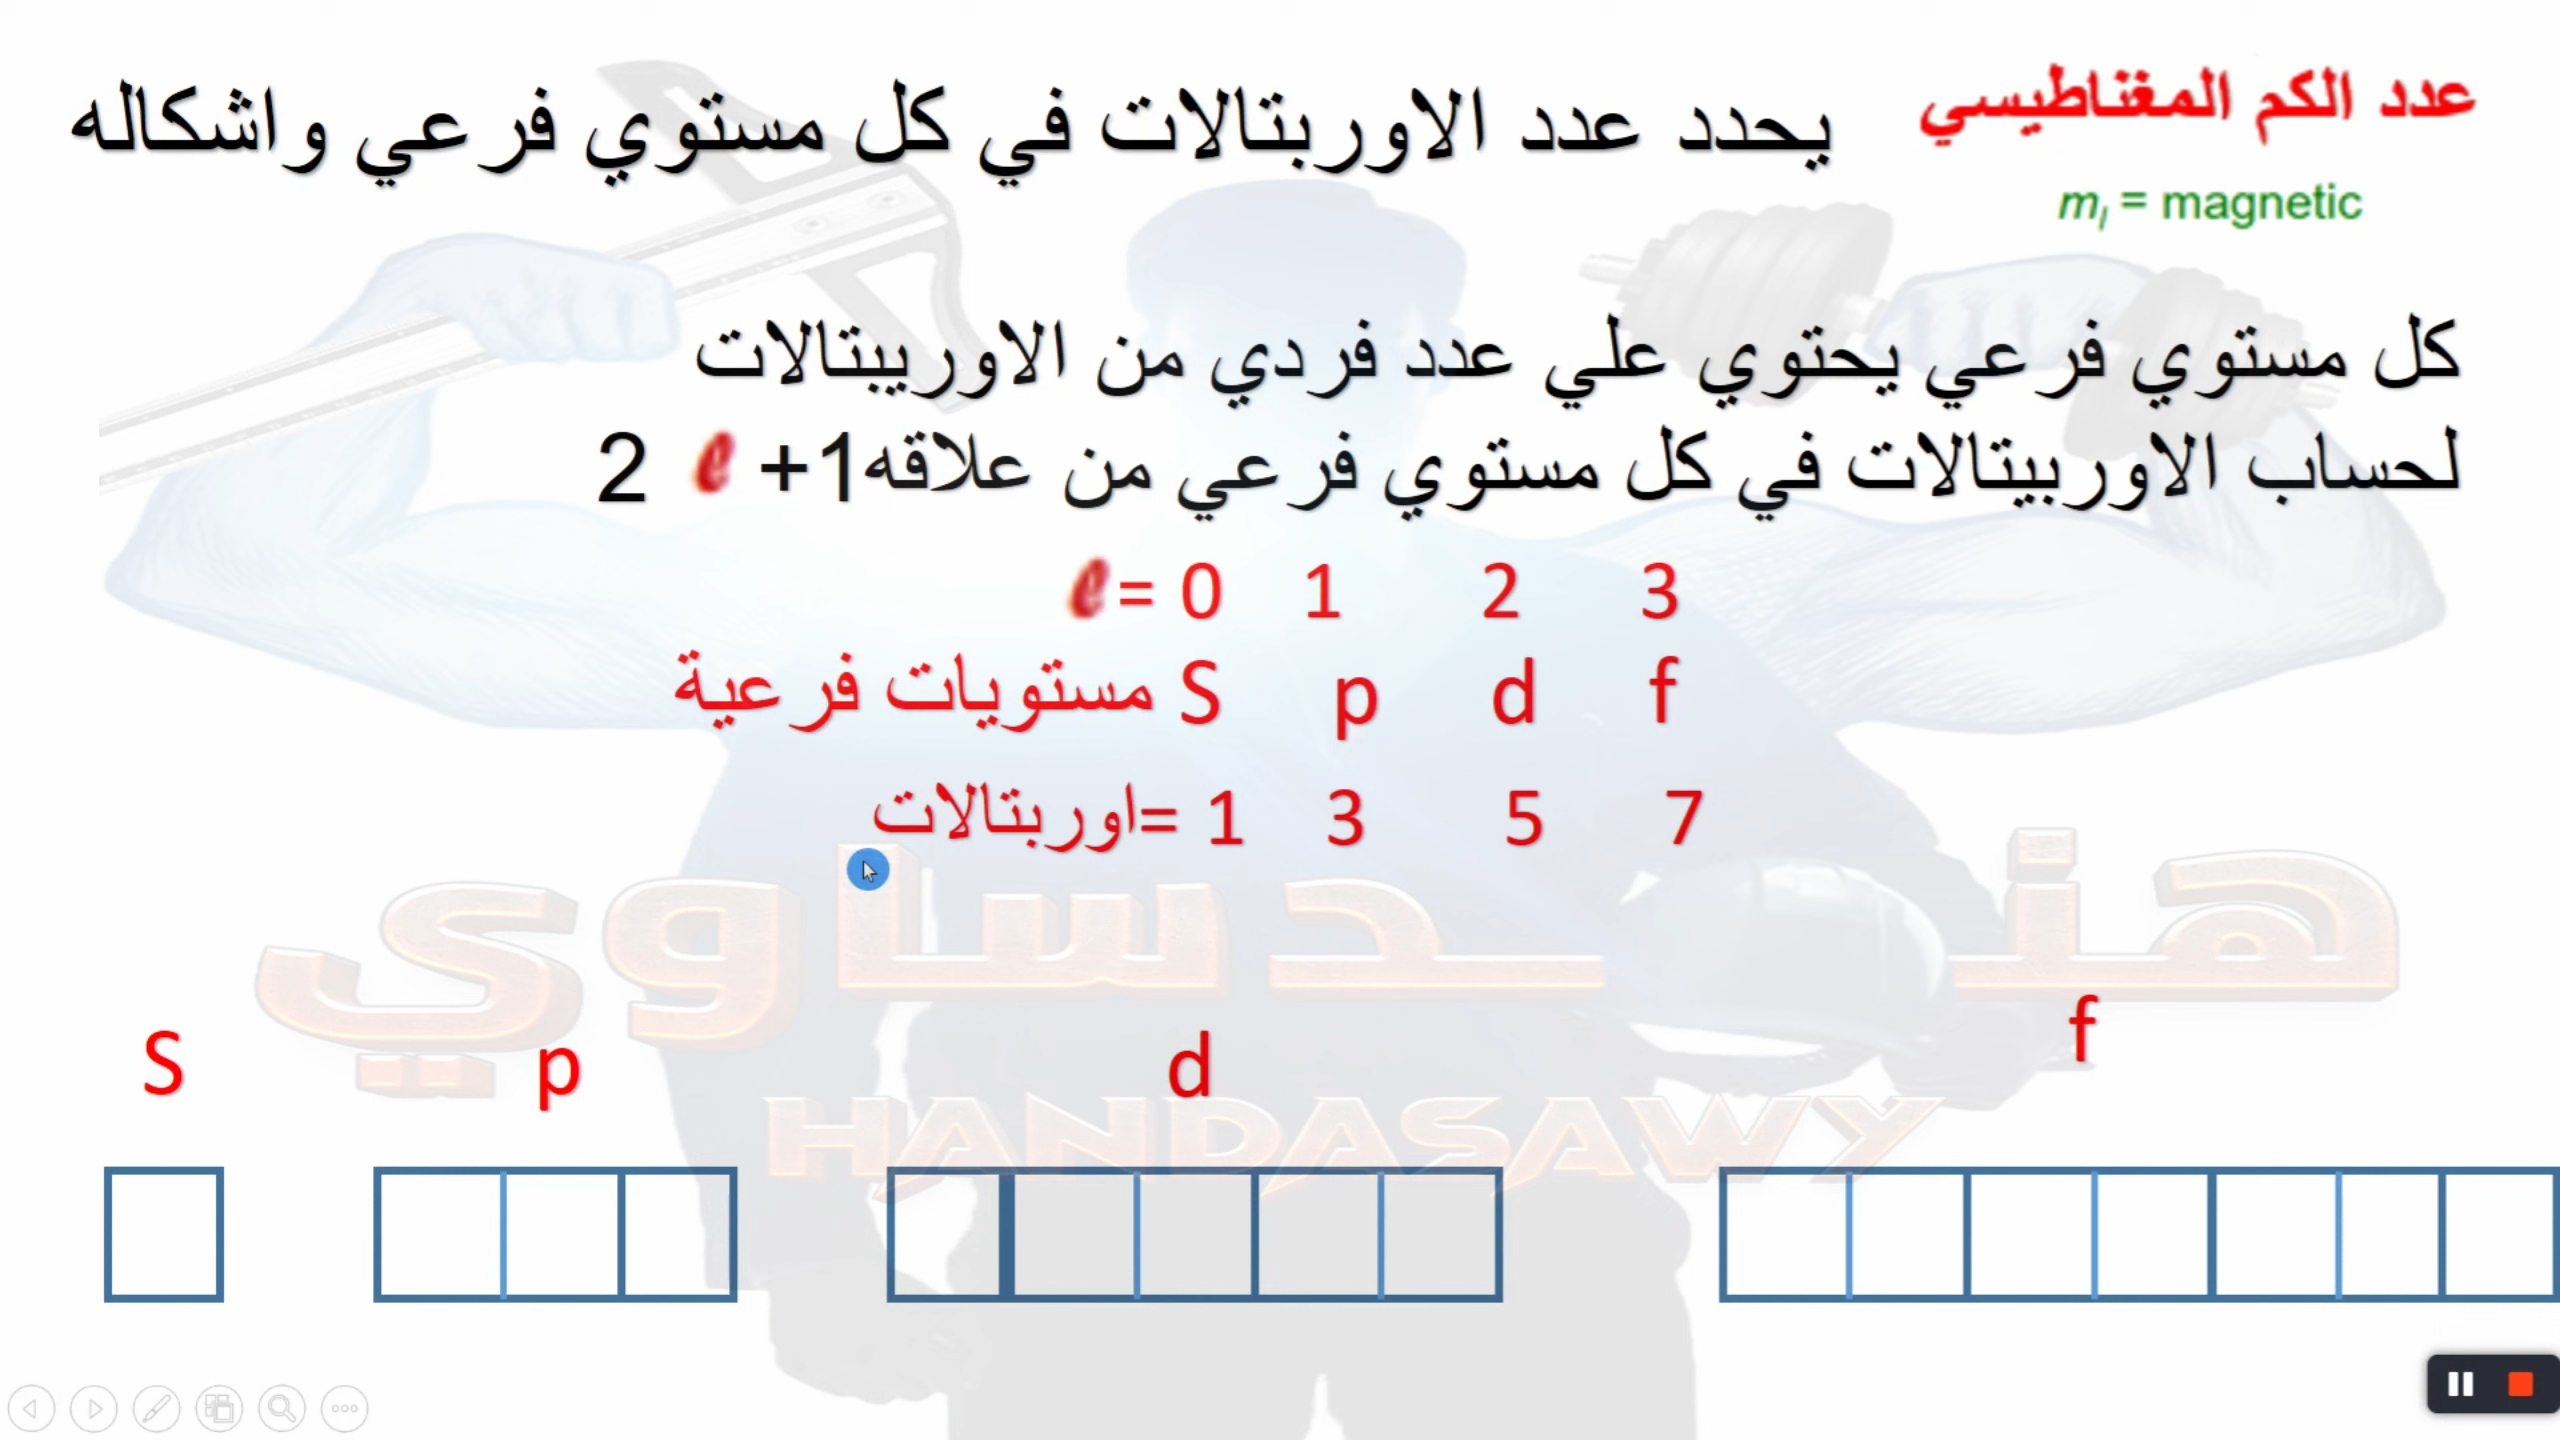 عدد الكم المغناطيسي يحدد عدد الاوربتالات في كل مستوي فرعي واشكاله
mₗ = magnetic
كل مستوي فرعي يحتوي علي عدد فردي من الاوريبتالات
لحساب الاوربيتالات في كل مستوي فرعي من علاقه 2 ℓ +1
ℓ = 0 1 2 3
مستويات فرعية S p d f
اوربتالات= 1 3 5 7
هندساوي
S p d f
HANDASAWY